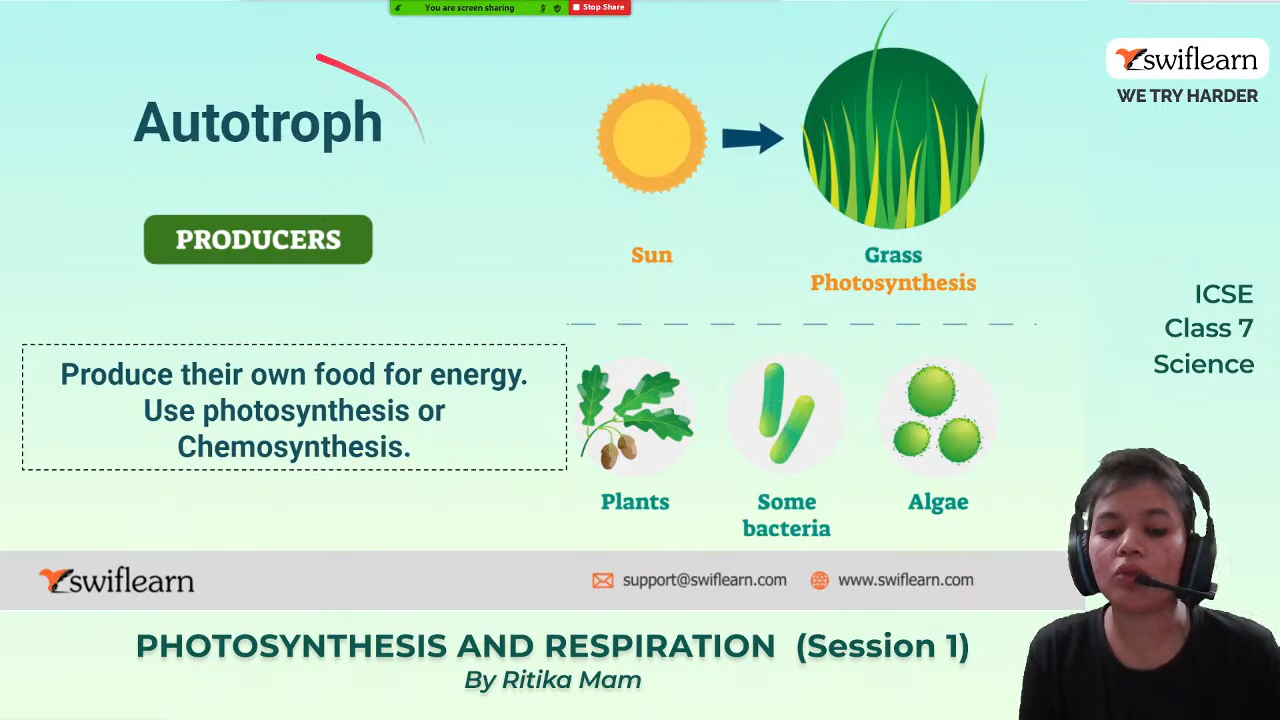 You are screen sharing
Stop Share
swiflearn
WE TRY HARDER
Autotroph
PRODUCERS
Sun
Grass
Photosynthesis
ICSE
Class 7
Science
Produce their own food for energy.
Use photosynthesis or
Chemosynthesis.
Plants
Some
bacteria
Algae
swiflearn
support@swiflearn.com
www.swiflearn.com
PHOTOSYNTHESIS AND RESPIRATION (Session 1)
By Ritika Mam